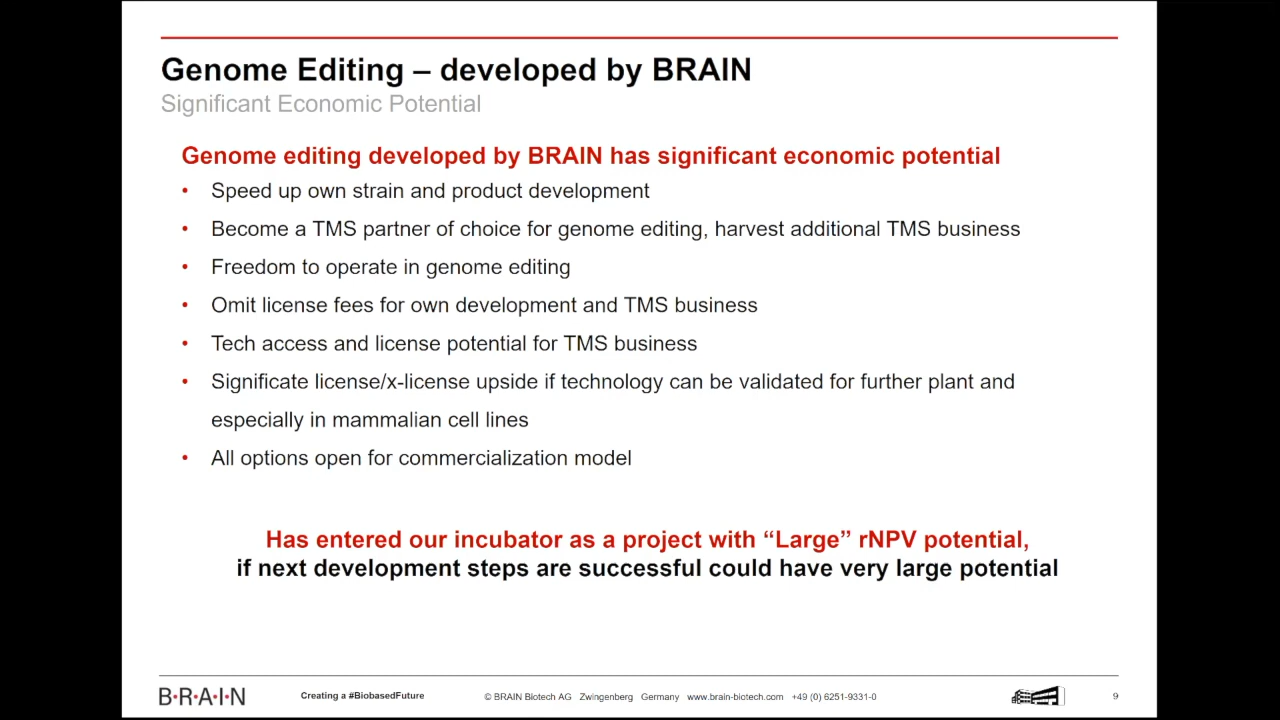 Genome Editing – developed by BRAIN
Significant Economic Potential
Genome editing developed by BRAIN has significant economic potential
• Speed up own strain and product development
• Become a TMS partner of choice for genome editing, harvest additional TMS business
• Freedom to operate in genome editing
• Omit license fees for own development and TMS business
• Tech access and license potential for TMS business
• Significate license/x-license upside if technology can be validated for further plant and
especially in mammalian cell lines
• All options open for commercialization model
Has entered our incubator as a project with “Large” rNPV potential,
if next development steps are successful could have very large potential
B·R·A·I·N Creating a #BiobasedFuture © BRAIN Biotech AG Zwingenberg Germany www.brain-biotech.com +49 (0) 6251-9331-0 9